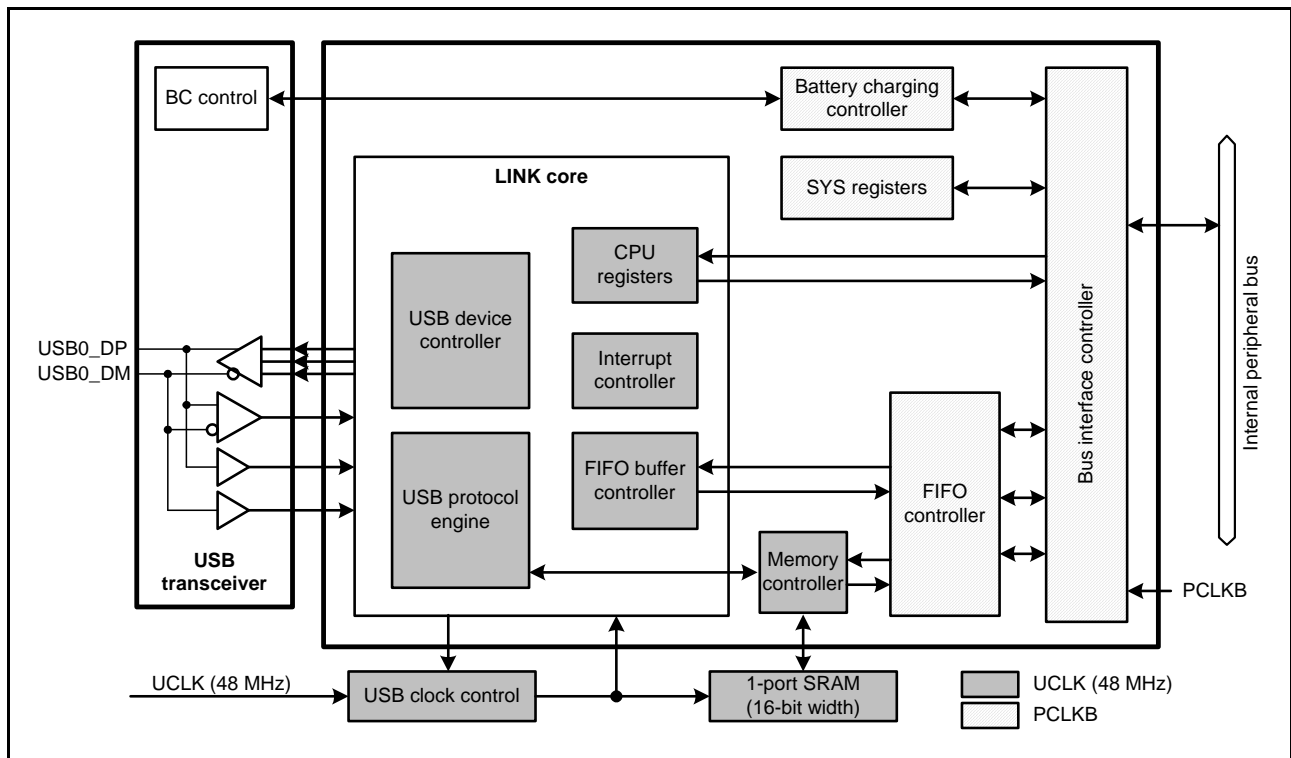 BC control
Battery charging
controller
LINK core
SYS registers
CPU
registers
USB device
controller
USB0_DP
USB0_DM
Interrupt
controller
Bus interface controller
Internal peripheral bus
FIFO buffer
controller
USB protocol
engine
FIFO
controller
USB
transceiver
Memory
controller
PCLKB
UCLK (48 MHz)
USB clock control
1-port SRAM
(16-bit width)
UCLK (48 MHz)
PCLKB